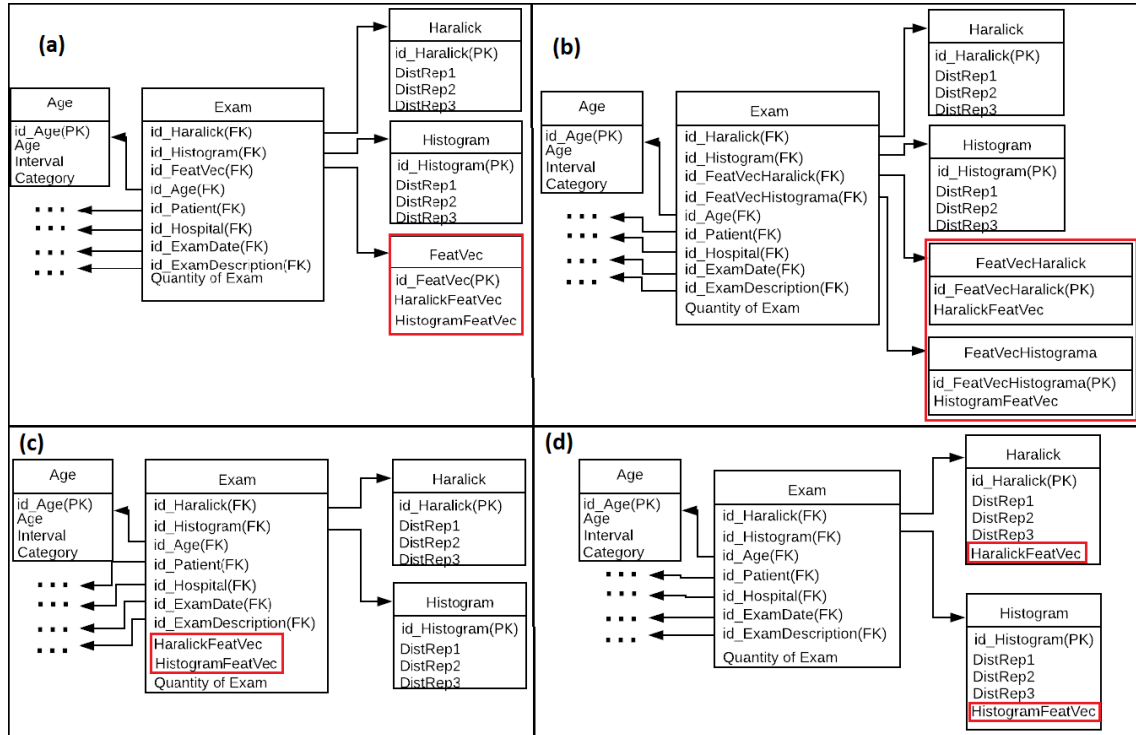 (a)
Age
id_Age(PK)
Age
Interval
Category
...
...
...
...
Exam
id_Haralick(FK)
id_Histogram(FK)
id_FeatVec(FK)
id_Age(FK)
id_Patient(FK)
id_Hospital(FK)
id_ExamDate(FK)
id_ExamDescription(FK)
Quantity of Exam
Haralick
id_Haralick(PK)
DistRep1
DistRep2
DistRep3
Histogram
id_Histogram(PK)
DistRep1
DistRep2
DistRep3
FeatVec
id_FeatVec(PK)
HaralickFeatVec
HistogramFeatVec
(b)
Age
id_Age(PK)
Age
Interval
Category
...
...
...
...
Exam
id_Haralick(FK)
id_Histogram(FK)
id_FeatVecHaralick(FK)
id_FeatVecHistograma(FK)
id_Age(FK)
id_Patient(FK)
id_Hospital(FK)
id_ExamDate(FK)
id_ExamDescription(FK)
Quantity of Exam
Haralick
id_Haralick(PK)
DistRep1
DistRep2
DistRep3
Histogram
id_Histogram(PK)
DistRep1
DistRep2
DistRep3
FeatVecHaralick
id_FeatVecHaralick(PK)
HaralickFeatVec
FeatVecHistograma
id_FeatVecHistograma(PK)
HistogramFeatVec
(c)
Age
id_Age(PK)
Age
Interval
Category
...
...
...
...
Exam
id_Haralick(FK)
id_Histogram(FK)
id_Age(FK)
id_Patient(FK)
id_Hospital(FK)
id_ExamDate(FK)
id_ExamDescription(FK)
HaralickFeatVec
HistogramFeatVec
Quantity of Exam
Haralick
id_Haralick(PK)
DistRep1
DistRep2
DistRep3
Histogram
id_Histogram(PK)
DistRep1
DistRep2
DistRep3
(d)
Age
id_Age(PK)
Age
Interval
Category
...
...
...
...
Exam
id_Haralick(FK)
id_Histogram(FK)
id_Age(FK)
id_Patient(FK)
id_Hospital(FK)
id_ExamDate(FK)
id_ExamDescription(FK)
Quantity of Exam
Haralick
id_Haralick(PK)
DistRep1
DistRep2
DistRep3
HaralickFeatVec
Histogram
id_Histogram(PK)
DistRep1
DistRep2
DistRep3
HistogramFeatVec